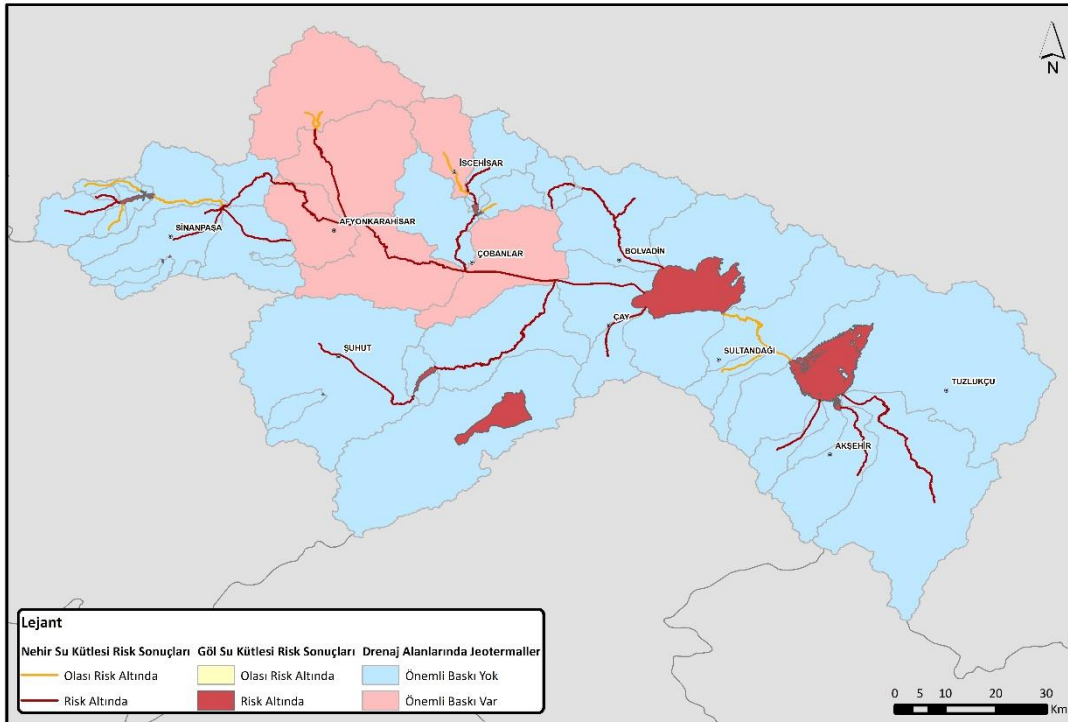 N
İSCEHİSAR
AFYONKARAHİSAR
SİNANPAŞA
ÇOBANLAR
BOLVADİN
ÇAY
ŞUHUT
SULTANDAĞI
TUZLUKÇU
AKŞEHİR
Lejant
Nehir Su Kütlesi Risk Sonuçları Göl Su Kütlesi Risk Sonuçları Drenaj Alanlarında Jeotermaller
Olası Risk Altında Olası Risk Altında Önemli Baskı Yok
Risk Altında Risk Altında Önemli Baskı Var
0 5 10 20 30
Km